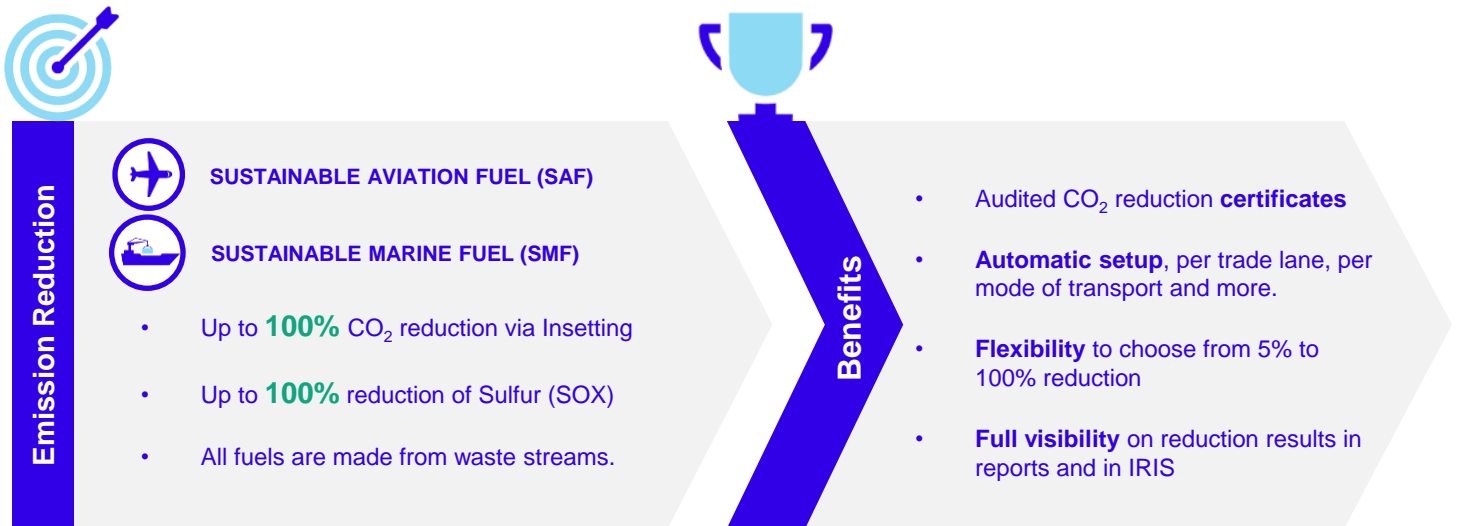 Emission Reduction
SUSTAINABLE AVIATION FUEL (SAF)
SUSTAINABLE MARINE FUEL (SMF)
• Up to 100% CO₂ reduction via Insetting
• Up to 100% reduction of Sulfur (SOX)
• All fuels are made from waste streams.
Benefits
• Audited CO₂ reduction certificates
• Automatic setup, per trade lane, per
mode of transport and more.
• Flexibility to choose from 5% to
100% reduction
• Full visibility on reduction results in
reports and in IRIS